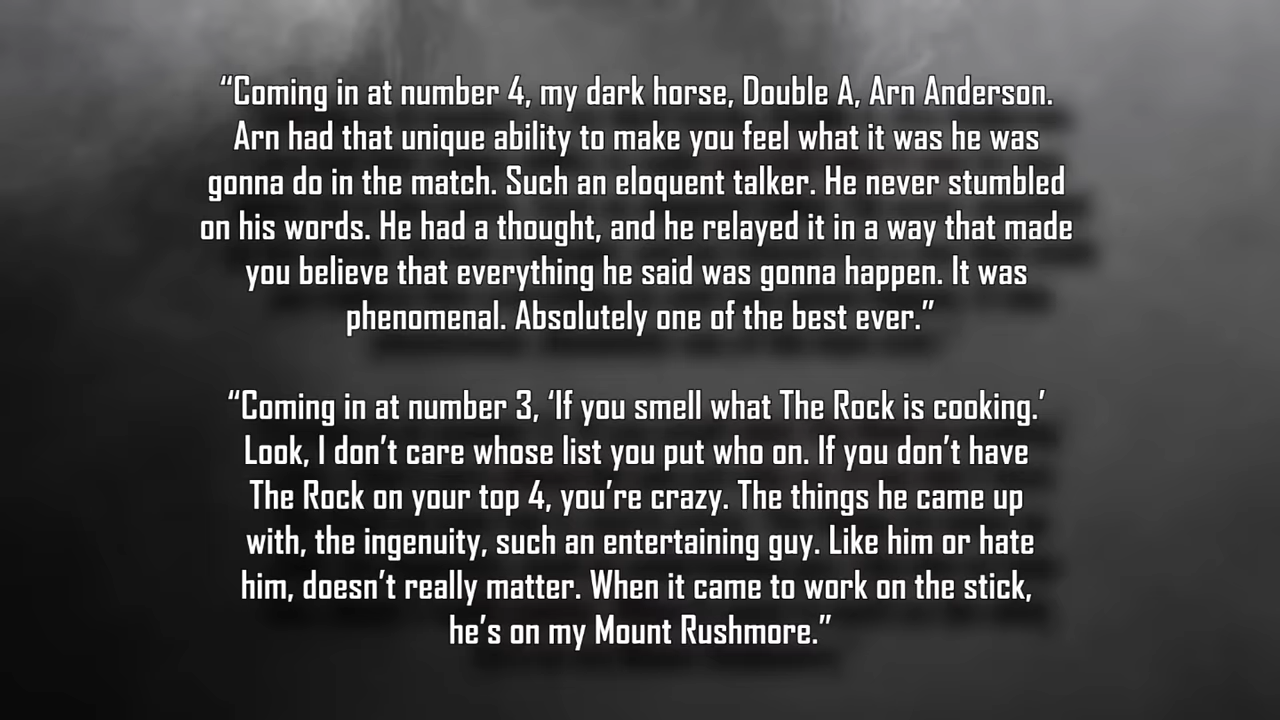 “Coming in at number 4, my dark horse, Double A, Arn Anderson.
Arn had that unique ability to make you feel what it was he was
gonna do in the match. Such an eloquent talker. He never stumbled
on his words. He had a thought, and he relayed it in a way that made
you believe that everything he said was gonna happen. It was
phenomenal. Absolutely one of the best ever.”
“Coming in at number 3, ‘If you smell what The Rock is cooking.’
Look, I don’t care whose list you put who on. If you don’t have
The Rock on your top 4, you’re crazy. The things he came up
with, the ingenuity, such an entertaining guy. Like him or hate
him, doesn’t really matter. When it came to work on the stick,
he’s on my Mount Rushmore.”